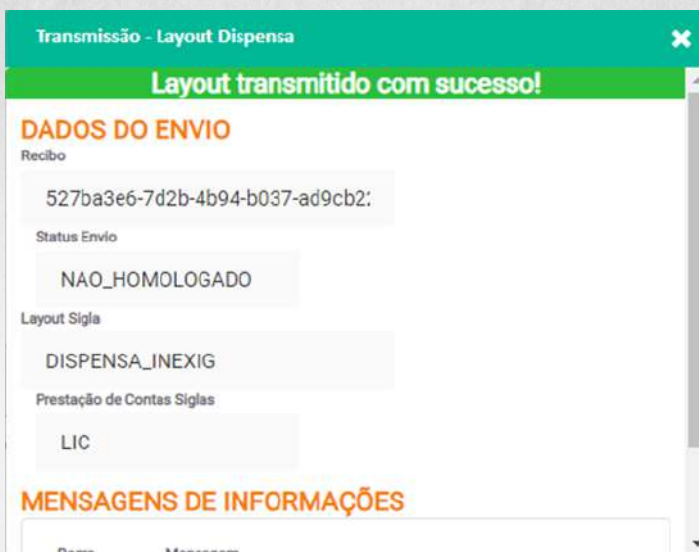 Transmissão - Layout Dispensa
Layout transmitido com sucesso!
DADOS DO ENVIO
Recibo
527ba3e6-7d2b-4b94-b037-ad9cb2
Status Envio
NAO_HOMOLOGADO
Layout Sigla
DISPENSA_INEXIG
Prestação de Contas Siglas
LIC
MENSAGENS DE INFORMAÇÕES
Mensagem